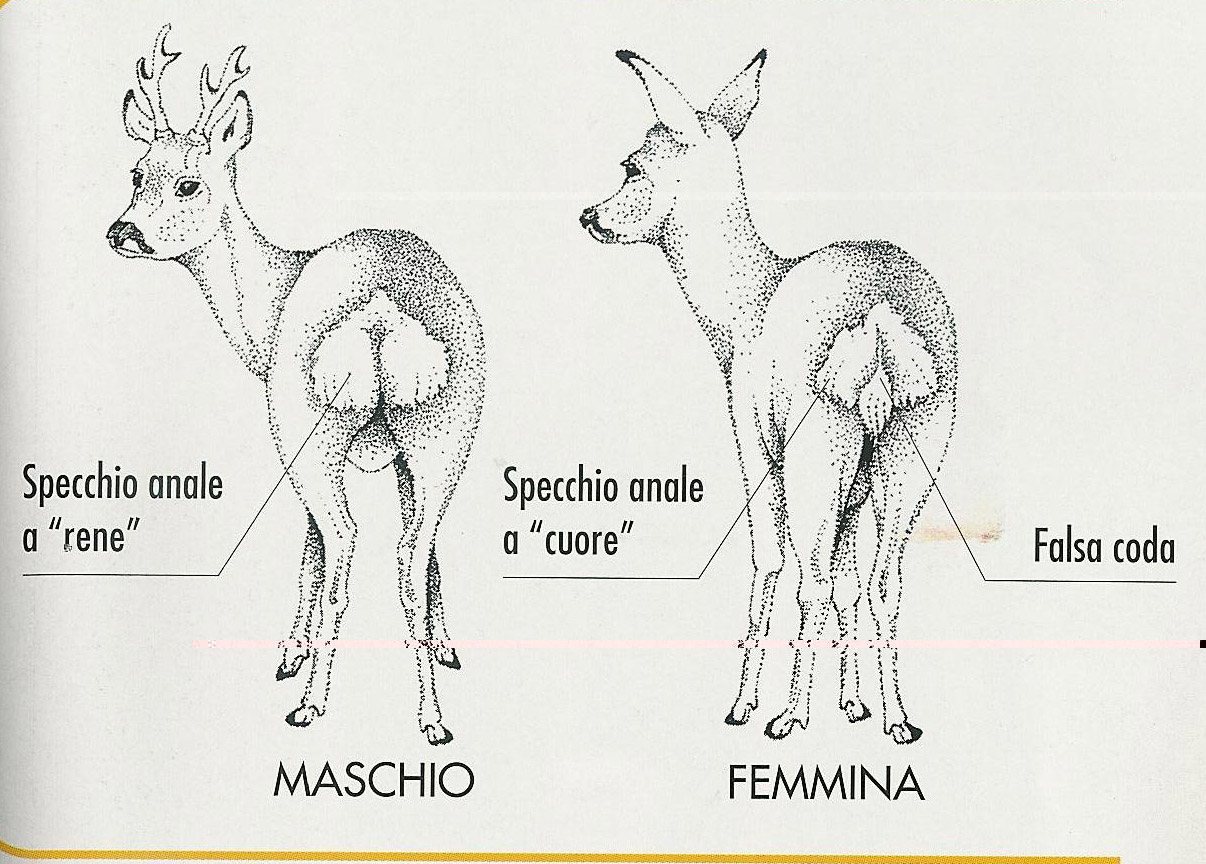 Specchio anale
a “rene”
Specchio anale
a “cuore”
Falsa coda
MASCHIO
FEMMINA